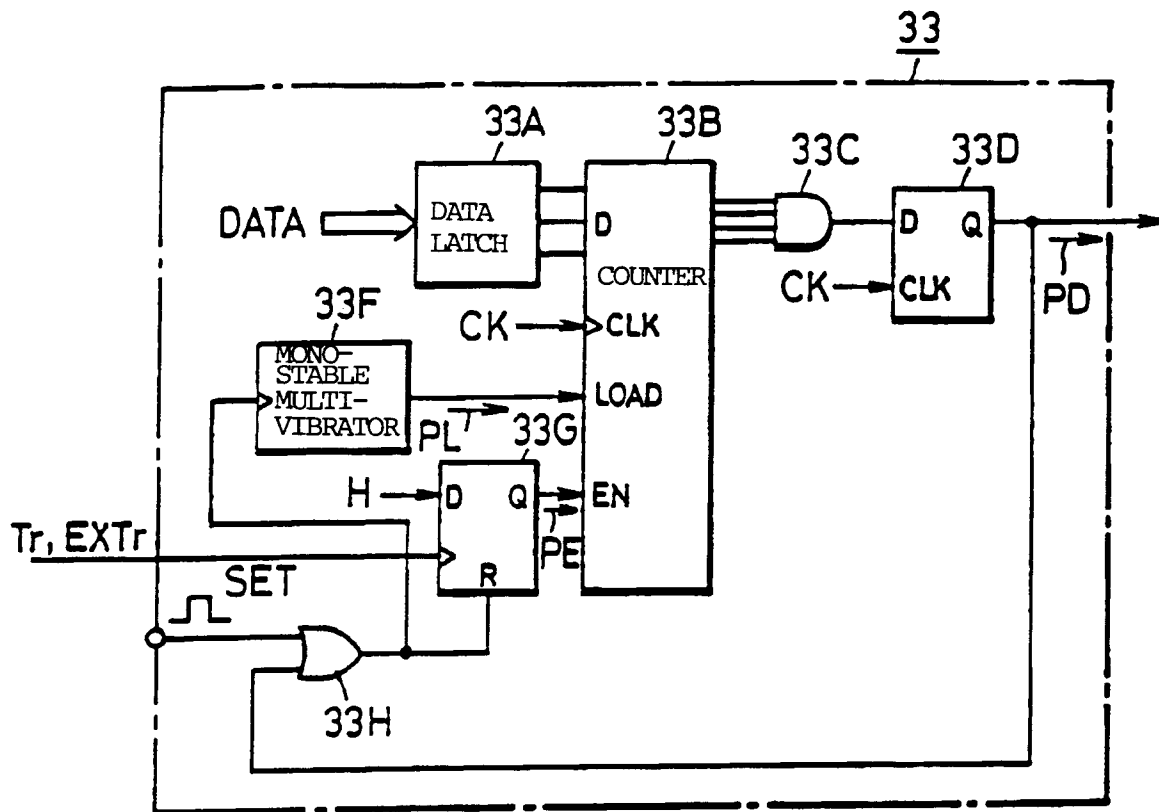 33
33A
33B
33C
33D
DATA
DATA
LATCH
D
COUNTER
D
Q
CK
CLK
CK
CLK
PD
33F
MONO-
STABLE
MULTI-
VIBRATOR
LOAD
PL
33G
H
D
Q
EN
PE
Tr, EXTr
SET
R
33H